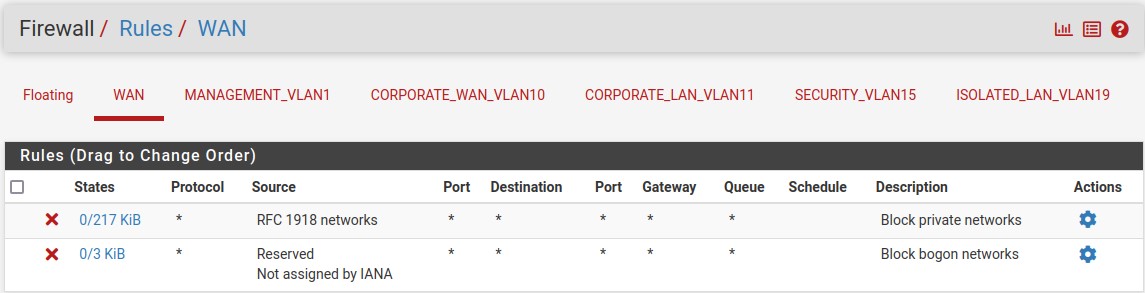 Firewall / Rules / WAN
Floating WAN MANAGEMENT_VLAN1 CORPORATE_WAN_VLAN10 CORPORATE_LAN_VLAN11 SECURITY_VLAN15 ISOLATED_LAN_VLAN19
Rules (Drag to Change Order)
States Protocol Source Port Destination Port Gateway Queue Schedule Description Actions
0/217 KiB * RFC 1918 networks * * * * * Block private networks
0/3 KiB * Reserved * * * * * Block bogon networks
Not assigned by IANA